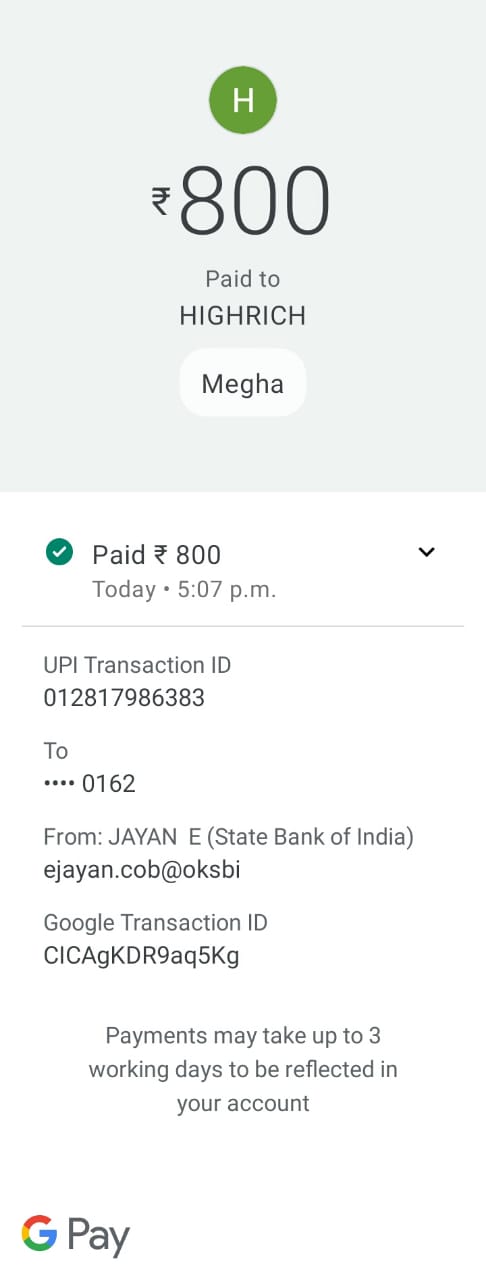 H
₹800
Paid to
HIGHRICH
Megha
Paid ₹ 800
Today • 5:07 p.m.
UPI Transaction ID
012817986383
To
•••• 0162
From: JAYAN  E (State Bank of India)
ejayan.cob@oksbi
Google Transaction ID
CICAgKDR9aq5Kg
Payments may take up to 3
working days to be reflected in
your account
G Pay